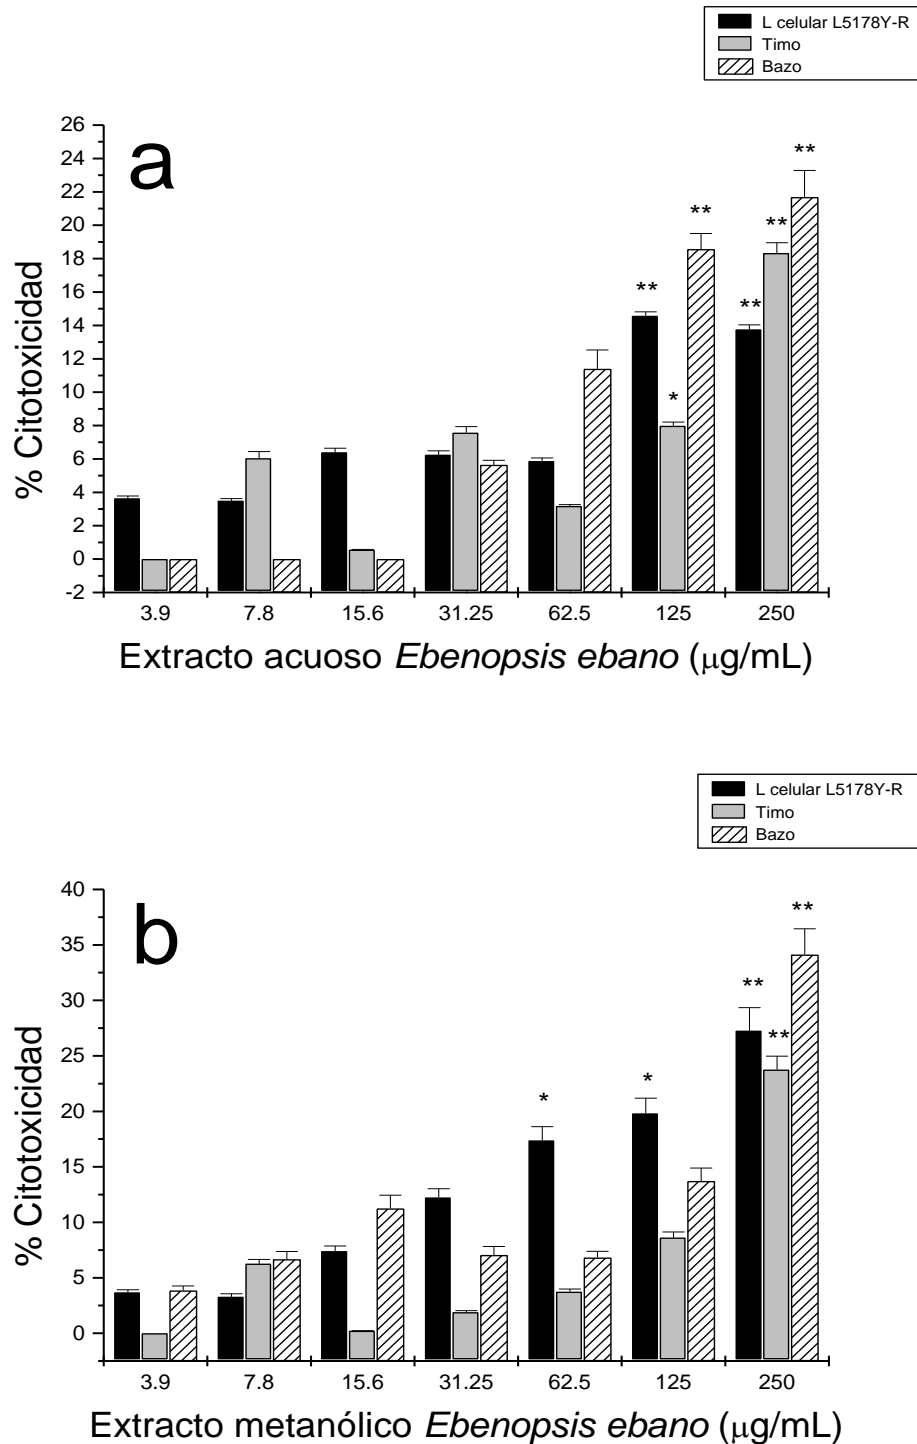 L celular L5178Y-R
Timo
Bazo
a
% Citotoxicidad
26
24
22
20
18
16
14
12
10
8
6
4
2
0
-2
** ** ** ** ** * **
3.9 7.8 15.6 31.25 62.5 125 250
Extracto acuoso Ebenopsis ebano (μg/mL)
L celular L5178Y-R
Timo
Bazo
b
% Citotoxicidad
40
35
30
25
20
15
10
5
0
** ** ** * *
3.9 7.8 15.6 31.25 62.5 125 250
Extracto metanólico Ebenopsis ebano (μg/mL)